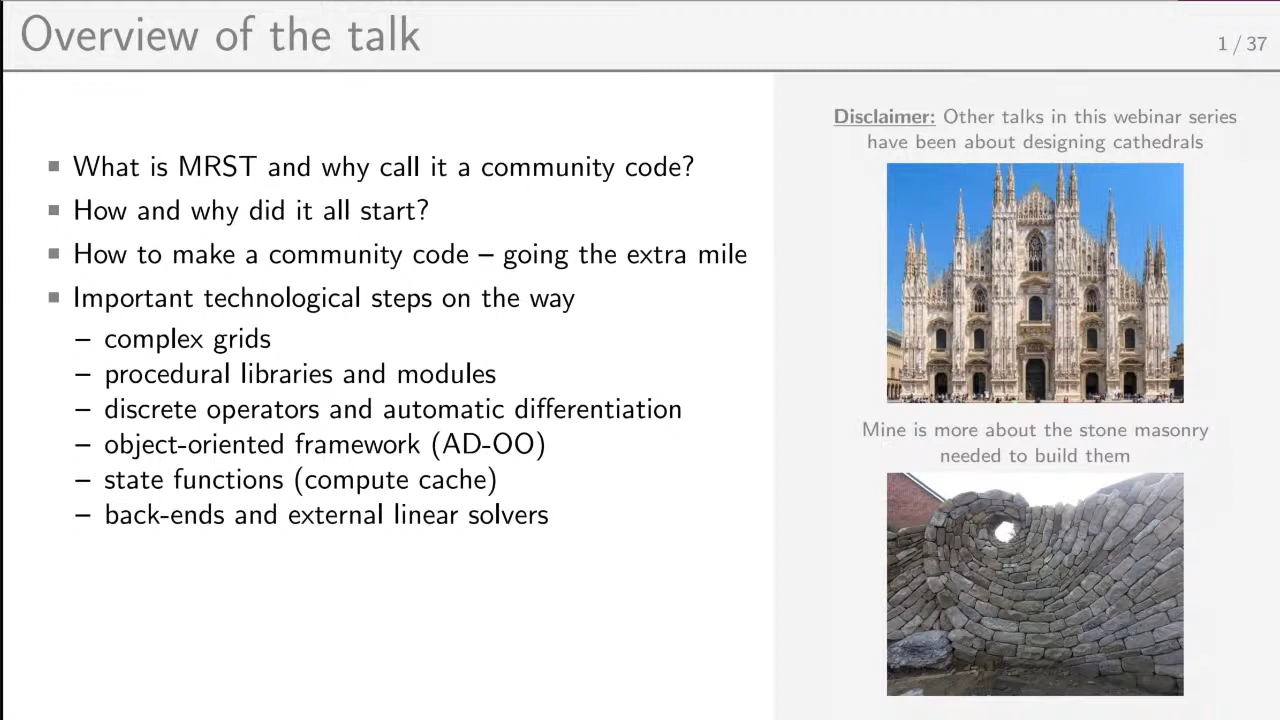 Overview of the talk
1 / 37
What is MRST and why call it a community code?
How and why did it all start?
How to make a community code – going the extra mile
Important technological steps on the way
– complex grids
– procedural libraries and modules
– discrete operators and automatic differentiation
– object-oriented framework (AD-OO)
– state functions (compute cache)
– back-ends and external linear solvers
Disclaimer: Other talks in this webinar series
have been about designing cathedrals
Mine is more about the stone masonry
needed to build them